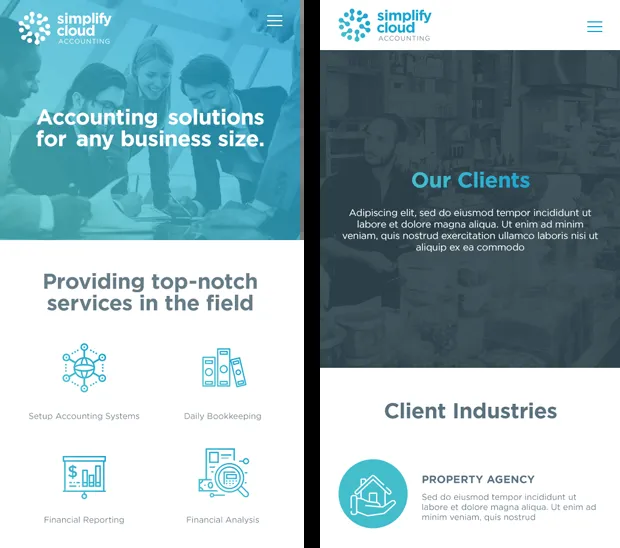 simplify
cloud
ACCOUNTING
Accounting solutions
for any business size.
Providing top-notch
services in the field
Setup Accounting Systems
Daily Bookkeeping
$
Financial Reporting
Financial Analysis
simplify
cloud
ACCOUNTING
Our Clients
Adipiscing elit, sed do eiusmod tempor incididunt ut
labore et dolore magna aliqua. Ut enim ad minim
veniam, quis nostrud exercitation ullamco laboris nisi ut
aliquip ex ea commodo
Client Industries
PROPERTY AGENCY
Sed do eiusmod tempor incididunt ut
labore et dolore magna aliqua. Ut enim ad
minim veniam, quis nostrud